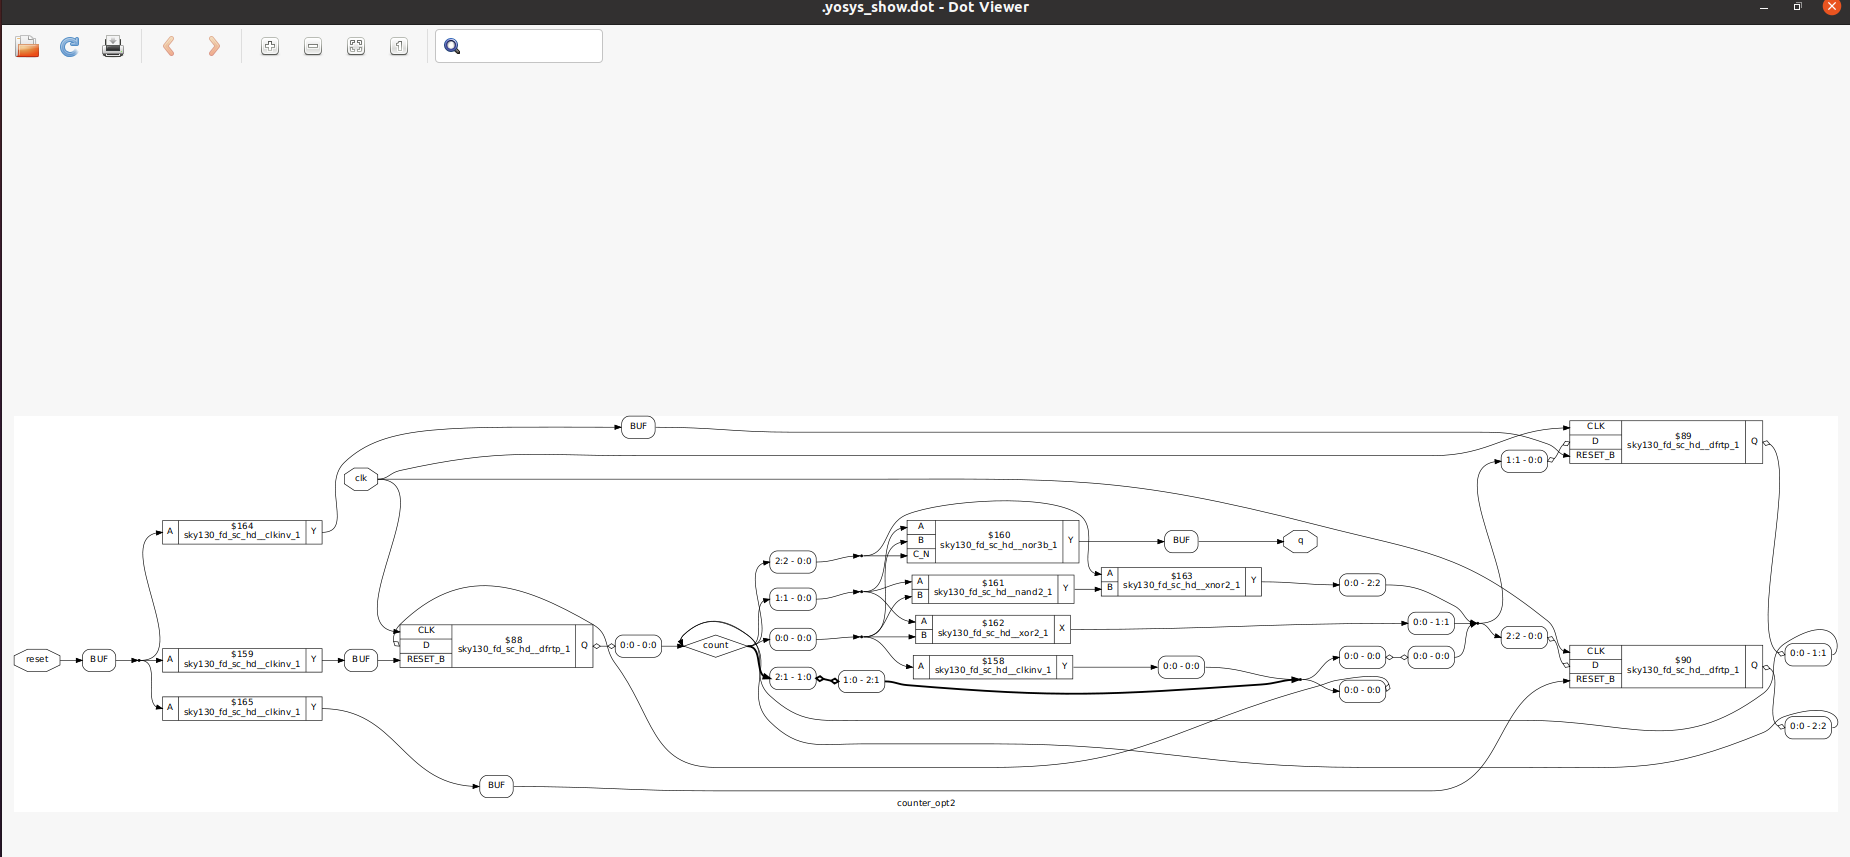 .yosys_show.dot - Dot Viewer
BUF
CLK
D
RESET_B
$89
sky130_fd_sc_hd__dfrtp_1
Q
1:1 - 0:0
clk
A
$164
sky130_fd_sc_hd__clkinv_1
Y
A
B
C_N
$160
sky130_fd_sc_hd__nor3b_1
Y
BUF
q
2:2 - 0:0
A
B
$161
sky130_fd_sc_hd__nand2_1
Y
A
B
$163
sky130_fd_sc_hd__xnor2_1
Y
0:0 - 2:2
1:1 - 0:0
A
B
$162
sky130_fd_sc_hd__xor2_1
X
0:0 - 1:1
2:2 - 0:0
CLK
D
RESET_B
$88
sky130_fd_sc_hd__dfrtp_1
Q
0:0 - 0:0
count
0:0 - 0:0
reset
BUF
A
$159
sky130_fd_sc_hd__clkinv_1
Y
BUF
A
$158
sky130_fd_sc_hd__clkinv_1
Y
0:0 - 0:0
0:0 - 0:0
0:0 - 0:0
CLK
D
RESET_B
$90
sky130_fd_sc_hd__dfrtp_1
Q
0:0 - 1:1
2:1 - 1:0
1:0 - 2:1
0:0 - 0:0
A
$165
sky130_fd_sc_hd__clkinv_1
Y
0:0 - 2:2
BUF
counter_opt2